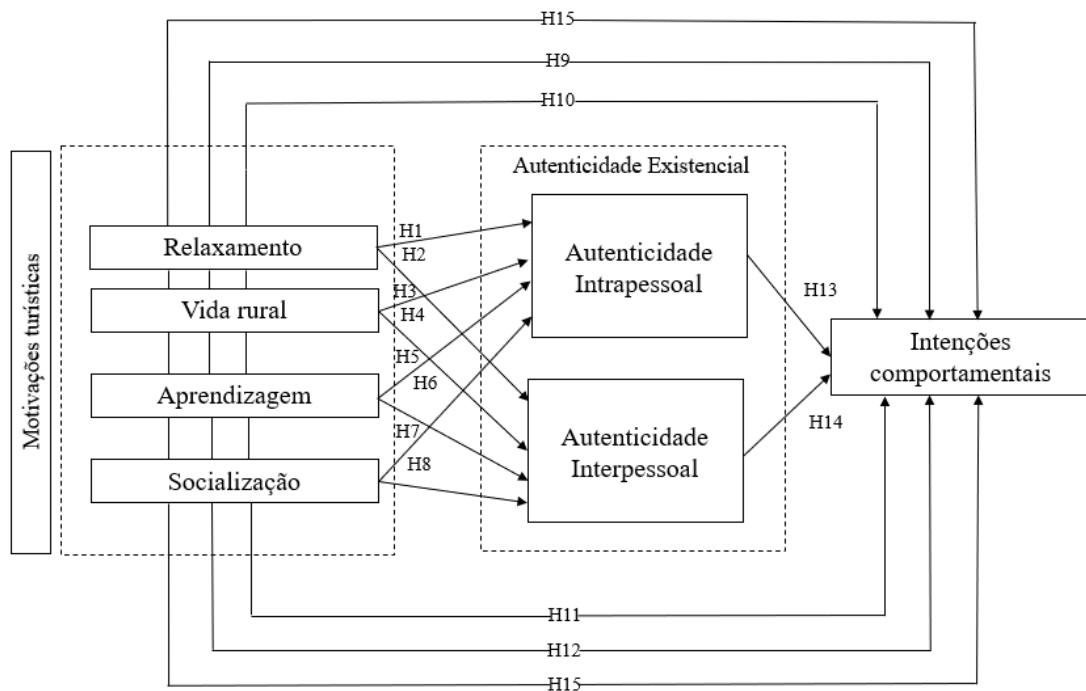 H15
H9
H10
Motivações turísticas
Relaxamento
Vida rural
Aprendizagem
Socialização
H1
H2
H3
H4
H5
H6
H7
H8
Autenticidade Existencial
Autenticidade
Intrapessoal
Autenticidade
Interpessoal
H13
H14
Intenções
comportamentais
H11
H12
H15